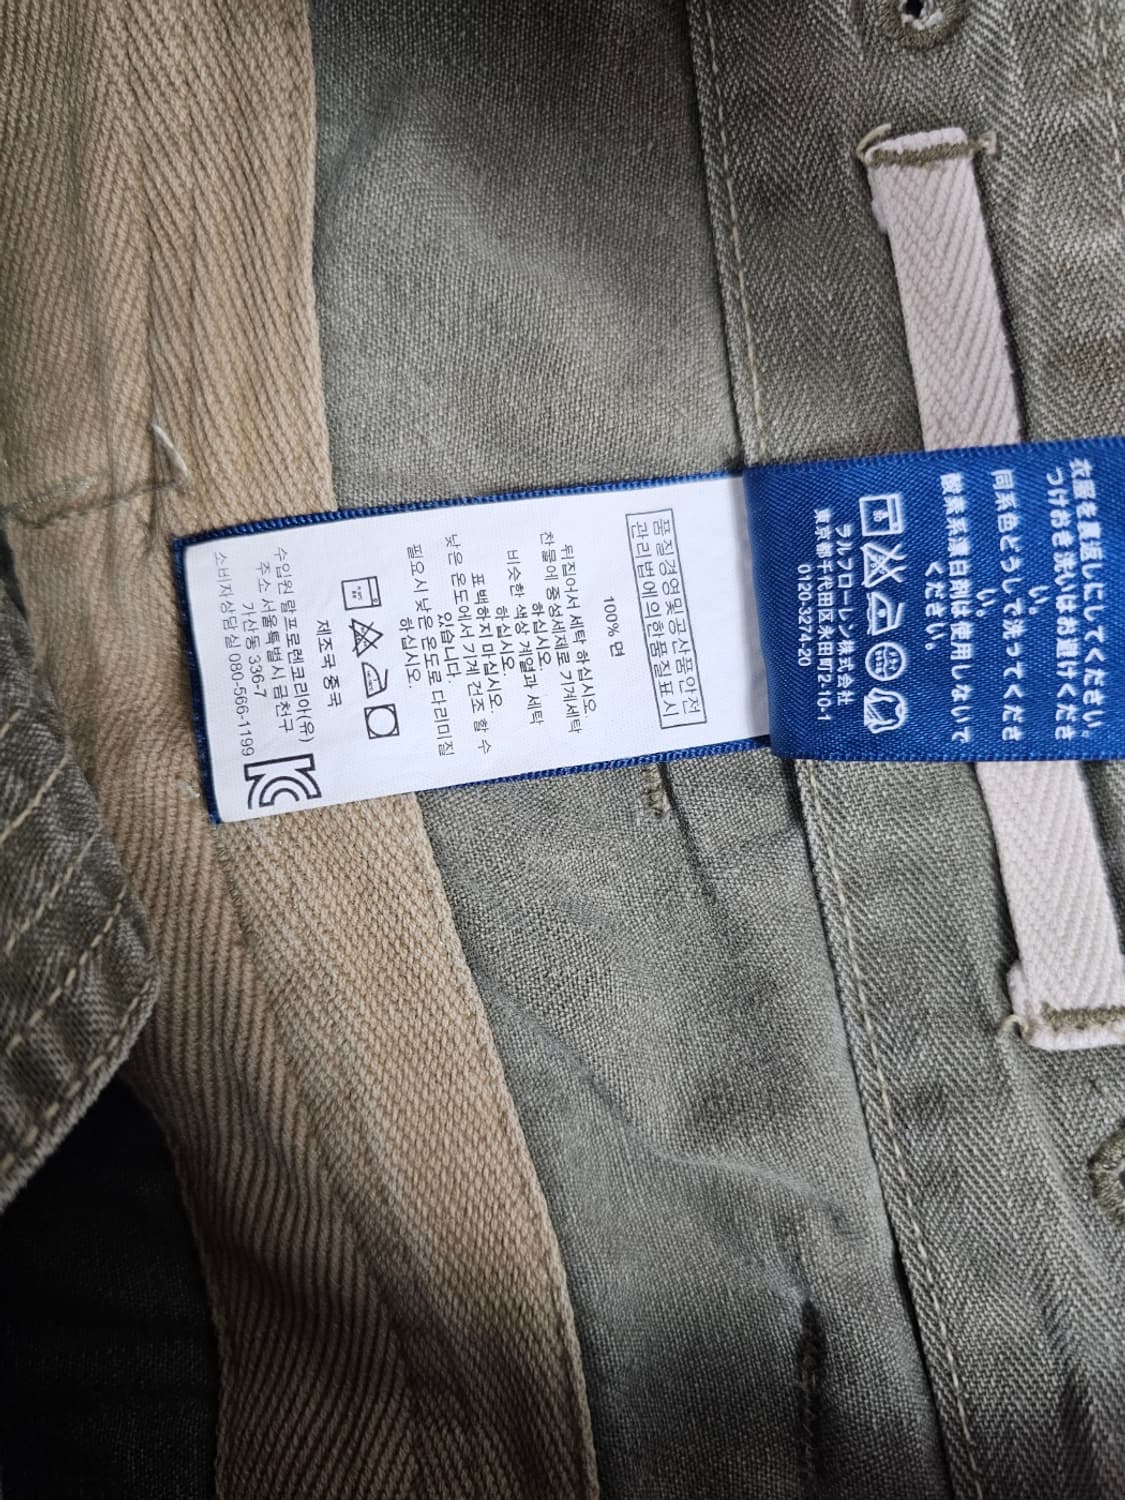 품질경영및공산품안전
관리법에의한품질표시
100% 면
뒤집어서 세탁 하십시오.
찬물에 중성세제로 기계세탁
하십시오.
비슷한 색상 계열과 세탁
하십시오.
표백하지 마십시오.
낮은 온도에서 기계 건조 할 수
있습니다.
필요시 낮은 온도로 다리미질
하십시오.
제조국 중국
수입원 랄프로렌코리아(유)
주소 서울특별시 금천구
가산동 336-7
소비자상담실 080-566-1199
衣服を裏返しにしてください。
つけおき洗いはお避けくださ
い。
同系色どうしで洗ってくださ
い。
酸素系漂白剤は使用しないで
ください。
ラルフローレン株式会社
東京都千代田区永田町2-10-1
0120-3274-20